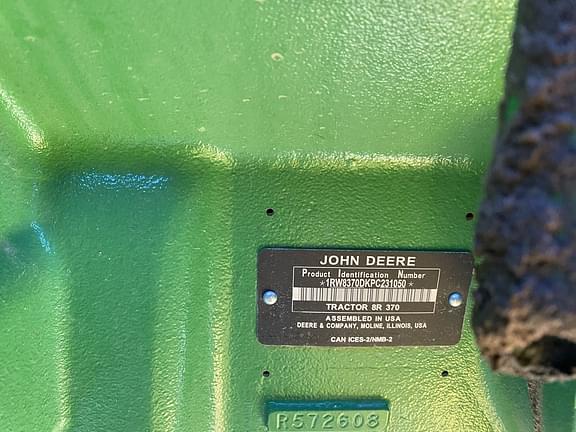 JOHN DEERE
Product Identification Number
*1RW8370DKPC231050*
TRACTOR 8R 370
ASSEMBLED IN USA
DEERE & COMPANY, MOLINE, ILLINOIS, USA
CAN ICES-2/NMB-2
R572608